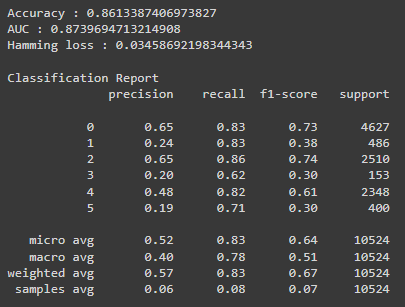 Accuracy : 0.8613387406973827
AUC : 0.8739694713214908
Hamming loss : 0.03458692198344343
Classification Report
precision recall f1-score support
0 0.65 0.83 0.73 4627
1 0.24 0.83 0.38 486
2 0.65 0.86 0.74 2510
3 0.20 0.62 0.30 153
4 0.48 0.82 0.61 2348
5 0.19 0.71 0.30 400
micro avg 0.52 0.83 0.64 10524
macro avg 0.40 0.78 0.51 10524
weighted avg 0.57 0.83 0.67 10524
samples avg 0.06 0.08 0.07 10524